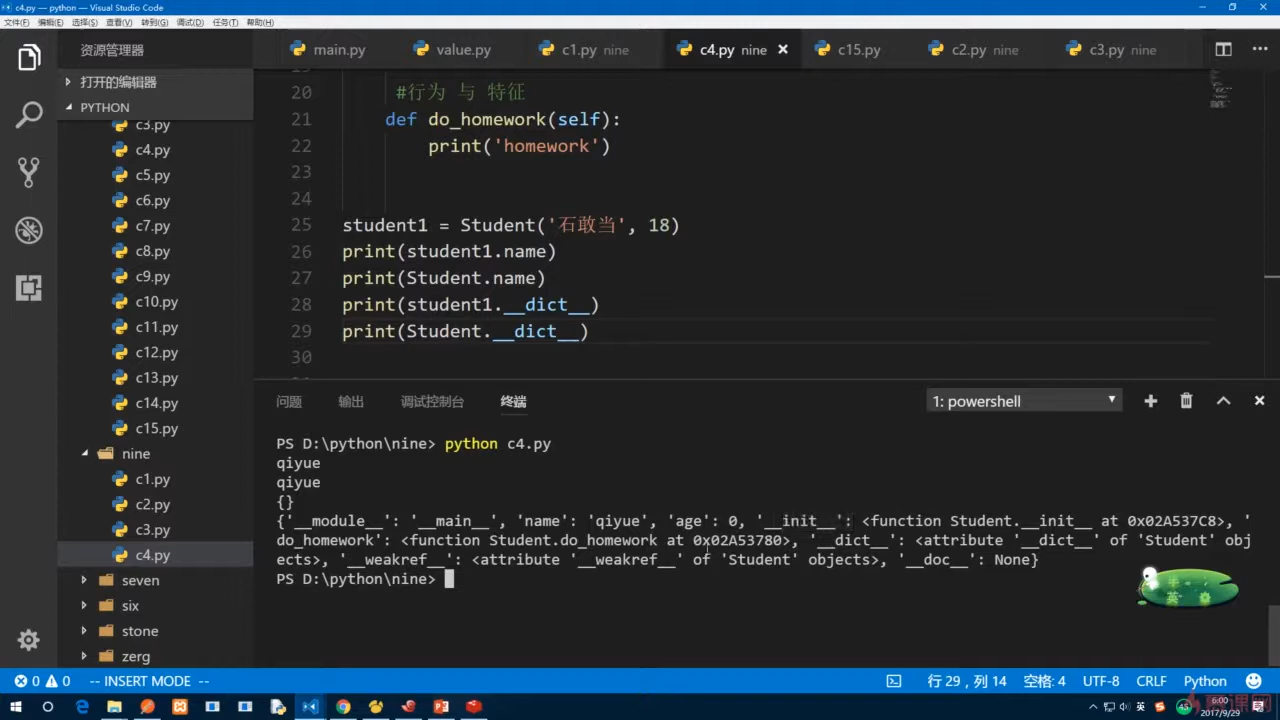 c4.py — python — Visual Studio Code
文件(F) 编辑(E) 选择(S) 查看(V) 转到(G) 调试(D) 任务(T) 帮助(H)
资源管理器
main.py value.py c1.py nine c4.py nine c15.py c2.py nine c3.py nine
打开的编辑器
PYTHON
c3.py
c4.py
c5.py
c6.py
c7.py
c8.py
c9.py
c10.py
c11.py
c12.py
c13.py
c14.py
c15.py
nine
c1.py
c2.py
c3.py
c4.py
seven
six
stone
zerg
20 #行为 与 特征
21 def do_homework(self):
22 print('homework')
23
24
25 student1 = Student('石敢当', 18)
26 print(student1.name)
27 print(Student.name)
28 print(student1.__dict__)
29 print(Student.__dict__)
30
问题 输出 调试控制台 终端 1: powershell
PS D:\python\nine> python c4.py
qiyue
qiyue
{}
{'__module__': '__main__', 'name': 'qiyue', 'age': 0, '__init__': <function Student.__init__ at 0x02A537C8>, '
do_homework': <function Student.do_homework at 0x02A53780>, '__dict__': <attribute '__dict__' of 'Student' obj
ects>, '__weakref__': <attribute '__weakref__' of 'Student' objects>, '__doc__': None}
PS D:\python\nine>
0 0 -- INSERT MODE -- 行 29，列 14 空格: 4 UTF-8 CRLF Python
英 45 6:00
2017/9/29